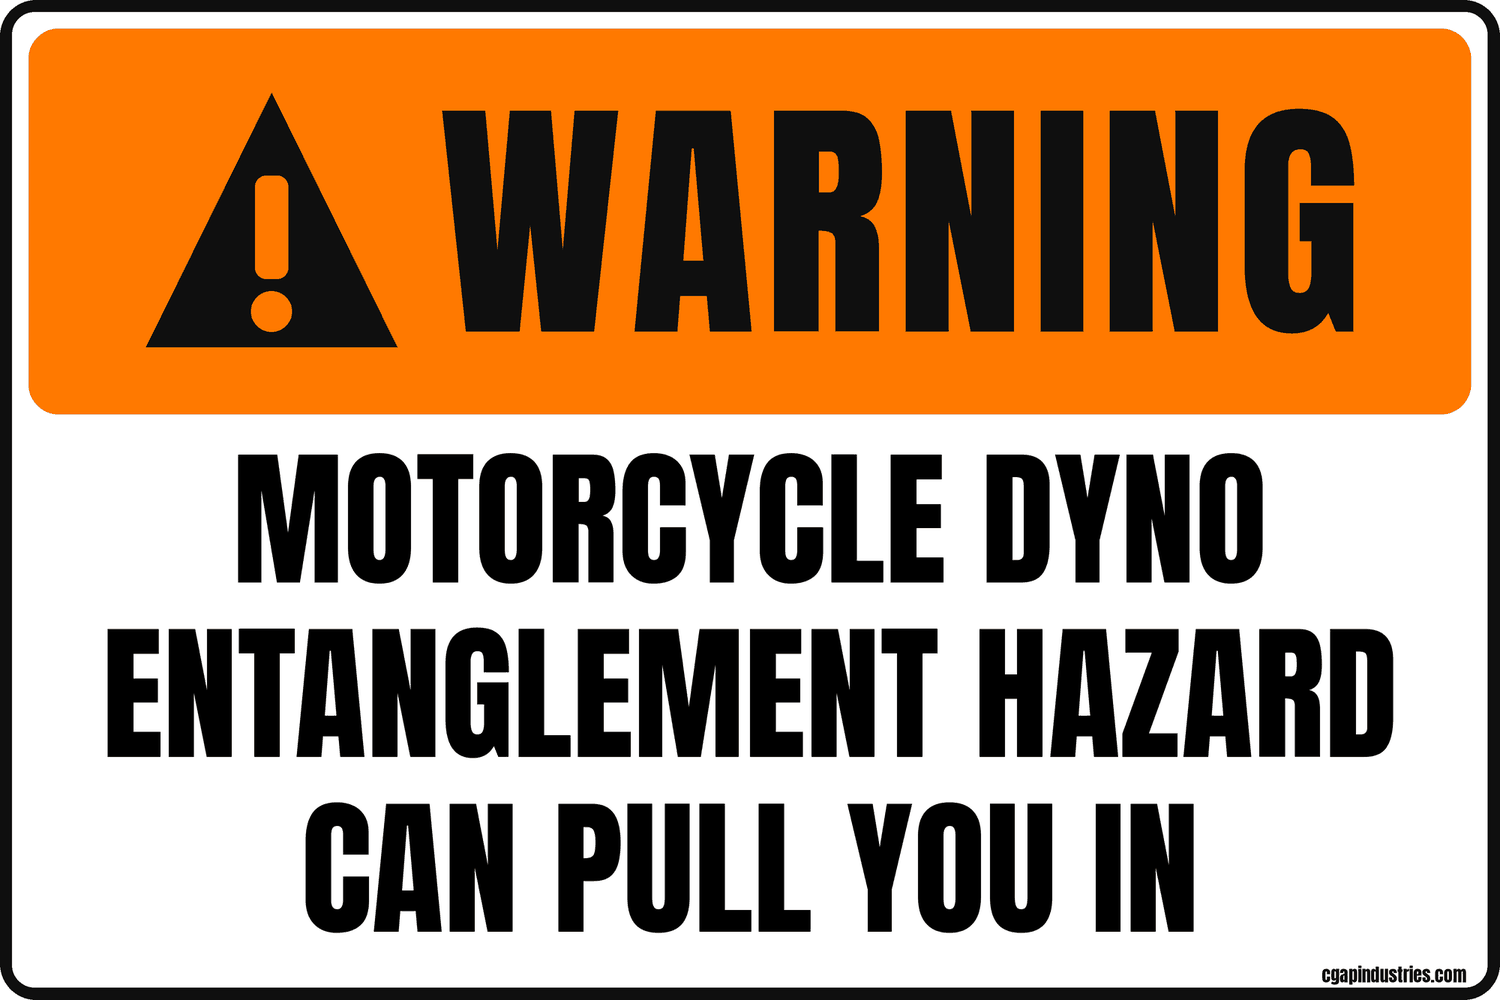 WARNING
MOTORCYCLE DYNO
ENTANGLEMENT HAZARD
CAN PULL YOU IN
cgapindustries.com